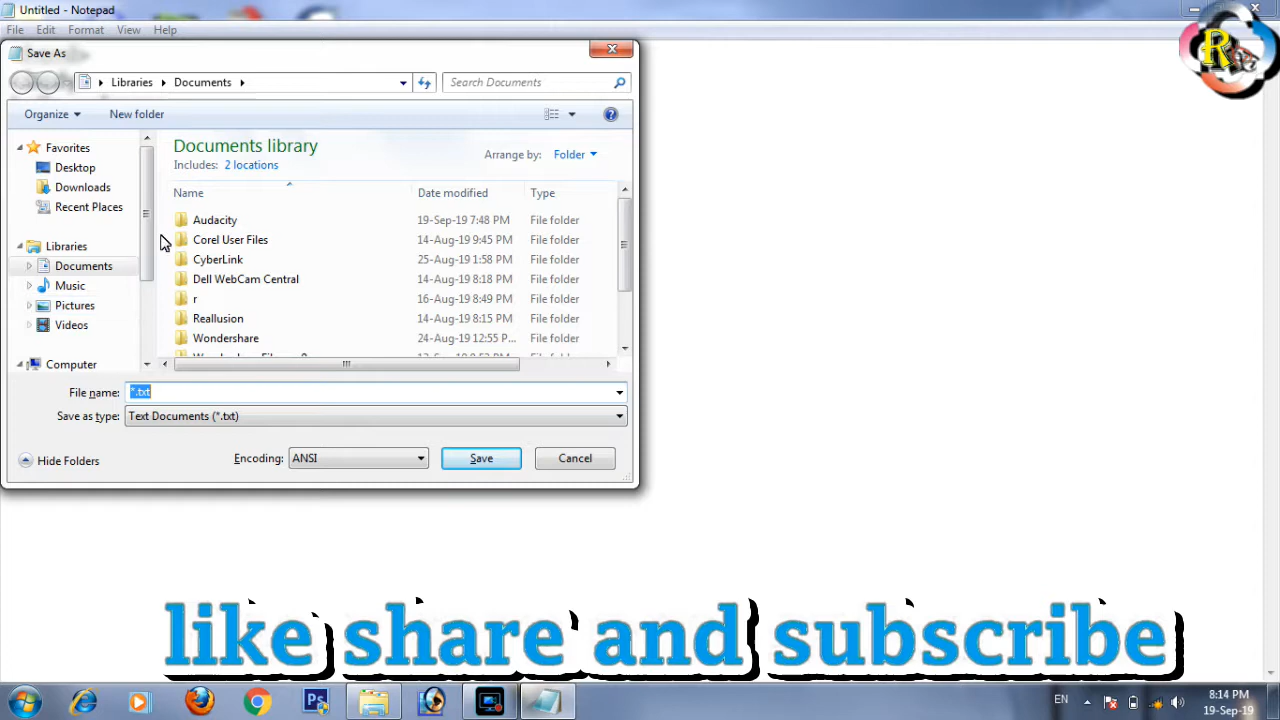 Untitled - Notepad
File Edit Format View Help
Save As
Libraries Documents
Search Documents
Organize New folder
Favorites
Desktop
Downloads
Recent Places
Libraries
Documents
Music
Pictures
Videos
Computer
Documents library
Includes: 2 locations
Arrange by: Folder
Name Date modified Type
Audacity 19-Sep-19 7:48 PM File folder
Corel User Files 14-Aug-19 9:45 PM File folder
CyberLink 25-Aug-19 1:58 PM File folder
Dell WebCam Central 14-Aug-19 8:18 PM File folder
r 16-Aug-19 8:49 PM File folder
Reallusion 14-Aug-19 8:15 PM File folder
Wondershare 24-Aug-19 12:55 P... File folder
File name: *.txt
Save as type: Text Documents (*.txt)
Hide Folders Encoding: ANSI Save Cancel
R
like share and subscribe
Ps
EN 8:14 PM
19-Sep-19